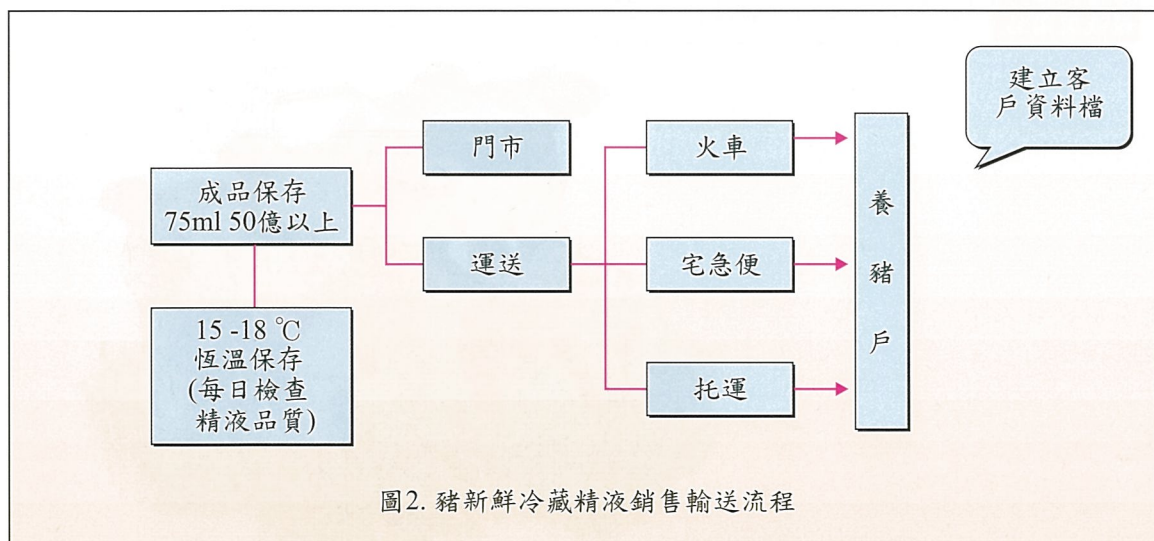 建立客
戶資料檔
門市
火車
成品保存
75ml 50億以上
養豬戶
運送
宅急便
15 -18 ℃
恆溫保存
(每日檢查
精液品質)
托運
圖2. 豬新鮮冷藏精液銷售輸送流程